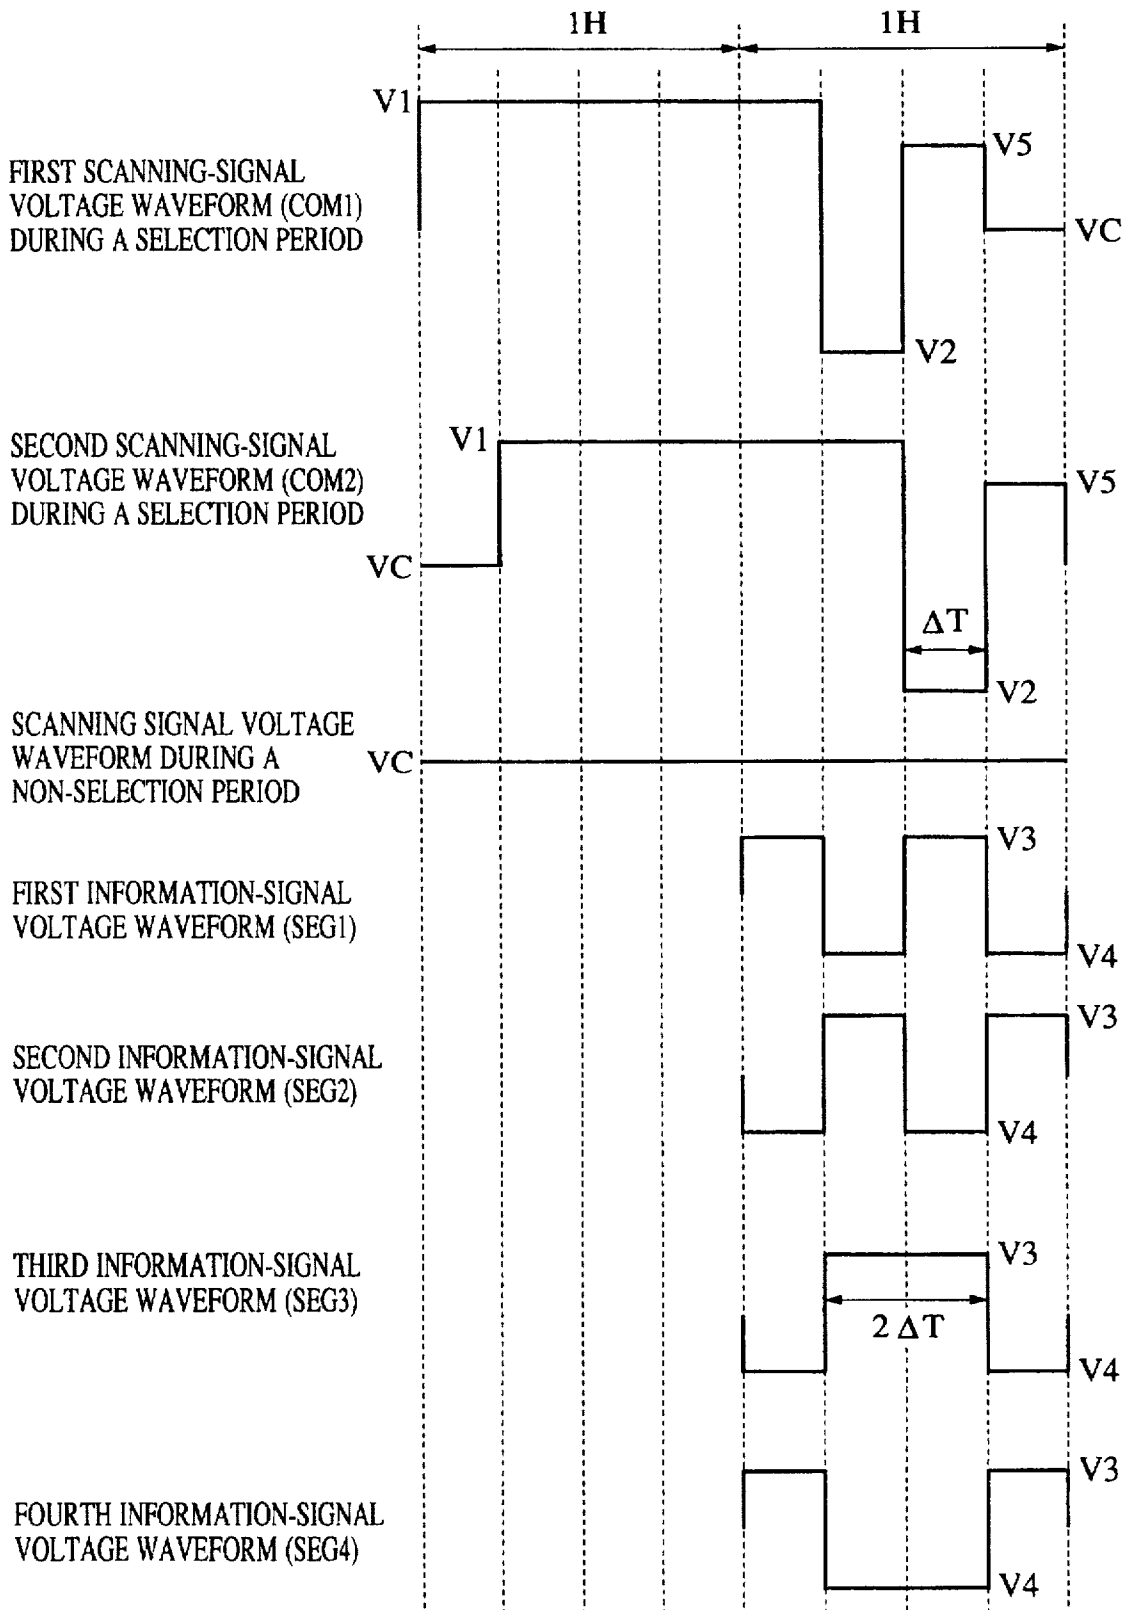 1H 1H
V1
V5
FIRST SCANNING-SIGNAL
VOLTAGE WAVEFORM (COM1)
DURING A SELECTION PERIOD
VC
V2
SECOND SCANNING-SIGNAL
VOLTAGE WAVEFORM (COM2)
DURING A SELECTION PERIOD
V1
V5
VC
ΔT
V2
SCANNING SIGNAL VOLTAGE
WAVEFORM DURING A
NON-SELECTION PERIOD
VC
V3
FIRST INFORMATION-SIGNAL
VOLTAGE WAVEFORM (SEG1)
V4
V3
SECOND INFORMATION-SIGNAL
VOLTAGE WAVEFORM (SEG2)
V4
V3
THIRD INFORMATION-SIGNAL
VOLTAGE WAVEFORM (SEG3)
2 ΔT
V4
V3
FOURTH INFORMATION-SIGNAL
VOLTAGE WAVEFORM (SEG4)
V4